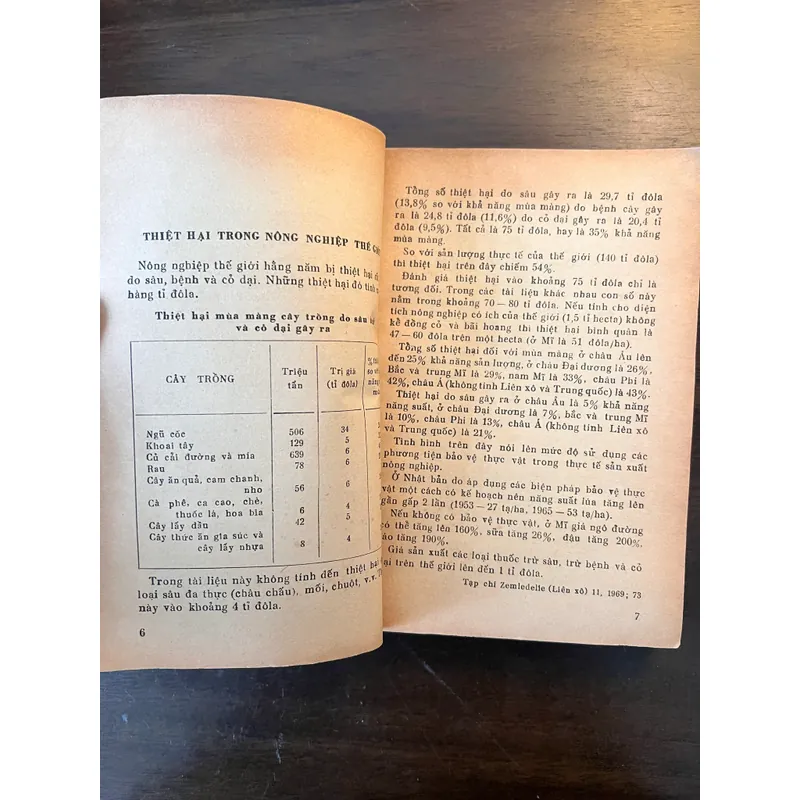 THIỆT HẠI TRONG NÔNG NGHIỆP THẾ
Nông nghiệp thế giới hằng năm bị thiệt hại
do sâu, bệnh và cỏ dại. Những thiệt hại đó tính
hàng tỉ đôla.
Thiệt hại mùa màng cây trồng do sâu
và cỏ dại gây ra
CÂY TRỒNG
Triệu tấn
Trị giá (tỉ đôla)
so với
Ngũ cốc 506 34
Khoai tây 129 5
Củ cải đường và mía 639 6
Rau 78 6
Cây ăn quả, cam chanh,
nho 56 6
Cà phê, ca cao, chè,
thuốc lá, hoa bia 6 4
Cây lấy dầu 42 5
Cây thức ăn gia súc và
cây lấy nhựa 8 4
Trong tài liệu này không tính đến thiệt hại
loại sâu đa thực (châu chấu), mối, chuột, v.v.
này vào khoảng 4 tỉ đôla.
6
Tổng số thiệt hại do sâu gây ra là 29,7 tỉ đôla
(13,8% so với khả năng mùa màng) do bệnh cây gây
ra là 24,8 tỉ đôla (11,6%) do cỏ dại gây ra là 20,4 tỉ
đôla (9,5%). Tất cả là 75 tỉ đôla, hay là 35% khả năng
mùa màng.
So với sản lượng thực tế của thế giới (140 tỉ đôla)
thì thiệt hại trên đây chiếm 54%.
Đánh giá thiệt hại vào khoảng 75 tỉ đôla chỉ là
tương đối. Trong các tài liệu khác nhau con số này
nằm trong khoảng 70 — 80 tỉ đôla. Nếu tính cho diện
tích nông nghiệp có ích của thế giới (1,5 tỉ hecta) không
kể đồng cỏ và bãi hoang thì thiệt hại bình quân là
47 — 60 đôla trên một hecta (ở Mĩ là 51 đôla/ha).
Tổng số thiệt hại đối với mùa màng ở châu Âu lên
đến 25% khả năng sản lượng, ở châu Đại dương là 26%,
Bắc và trung Mĩ là 29%, nam Mĩ là 33%, châu Phi là
42%, châu Á (không tính Liên xô và Trung quốc) là 43%.
Thiệt hại do sâu gây ra ở châu Âu là 5% khả năng
năng suất, ở châu Đại dương là 7%, bắc và trung Mĩ
là 10%, châu Phi là 13%, châu Á (không tính Liên xô
và Trung quốc) là 21%.
Tình hình trên đây nói lên mức độ sử dụng các
phương tiện bảo vệ thực vật trong thực tế sản xuất
nông nghiệp.
Ở Nhật bản do áp dụng các biện pháp bảo vệ thực
vật một cách có kế hoạch nên năng suất lúa tăng lên
gần gấp 2 lần (1953 — 27 tạ/ha, 1965 — 53 tạ/ha).
Nếu không có bảo vệ thực vật, ở Mĩ giá ngô đường
có thể tăng lên 160%, sữa tăng 26%, đậu tăng 200%,
táo tăng 190%.
Giá sản xuất các loại thuốc trừ sâu, trừ bệnh và cỏ
dại trên thế giới lên đến 1 tỉ đôla.
Tạp chí Zemledelle (Liên xô) 11, 1969; 73
7